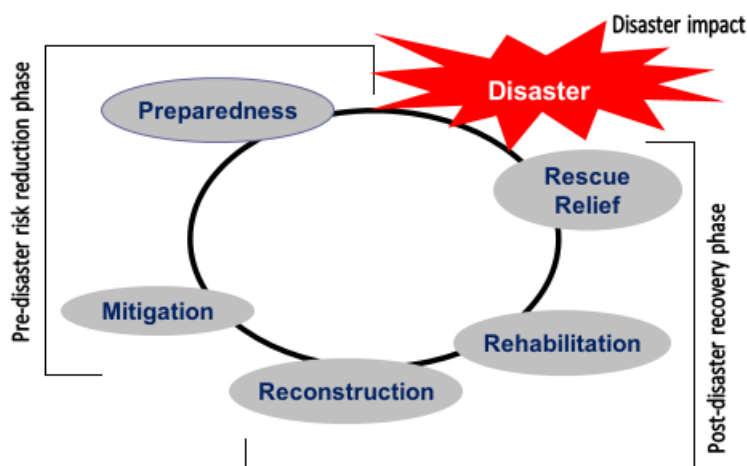 Disaster impact
Disaster
Preparedness
Rescue
Relief
Pre-disaster risk reduction phase
Mitigation
Rehabilitation
Reconstruction
Post-disaster recovery phase